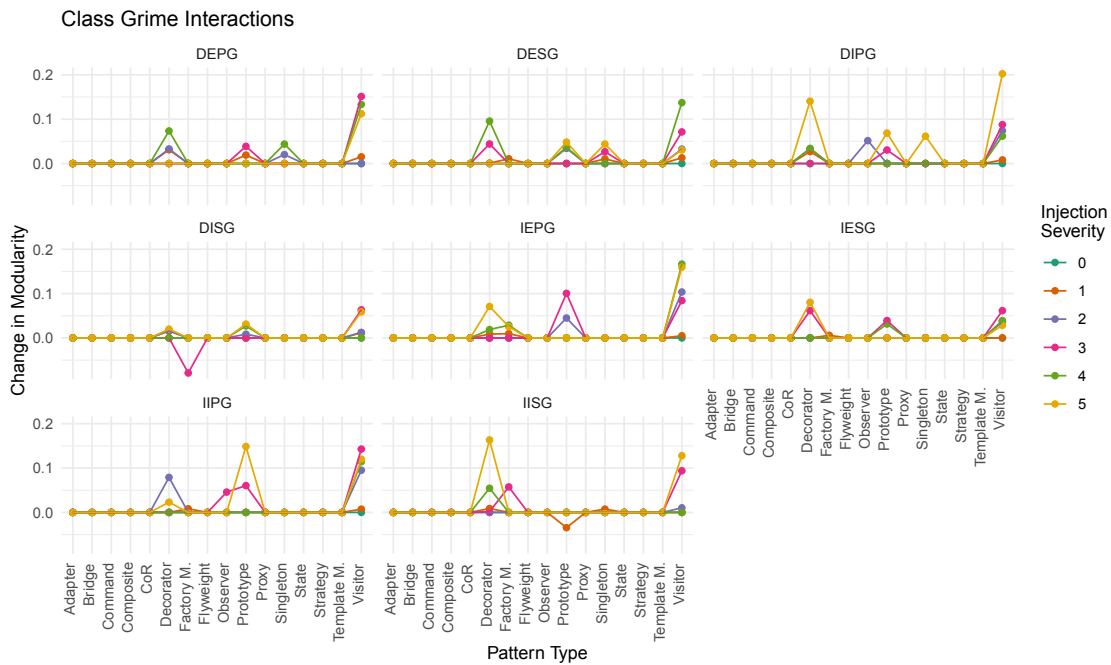 Class Grime Interactions
DEPG
DESG
DIPG
0.2
0.1
0.0
DISG
IEPG
IESG
0.2
0.1
0.0
IIPG
IISG
0.2
0.1
0.0
Change in Modularity
Adapter
Bridge
Command
Composite
CoR
Decorator
Factory M.
Flyweight
Observer
Prototype
Proxy
Singleton
State
Strategy
Template M.
Visitor
Adapter
Bridge
Command
Composite
CoR
Decorator
Factory M.
Flyweight
Observer
Prototype
Proxy
Singleton
State
Strategy
Template M.
Visitor
Adapter
Bridge
Command
Composite
CoR
Decorator
Factory M.
Flyweight
Observer
Prototype
Proxy
Singleton
State
Strategy
Template M.
Visitor
Pattern Type
Injection
Severity
0
1
2
3
4
5